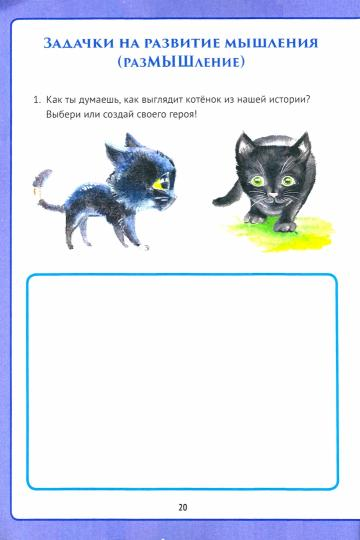 Задачки на развитие мышления
(разМЫШление)
1. Как ты думаешь, как выглядит котёнок из нашей истории?
Выбери или создай своего героя!
20